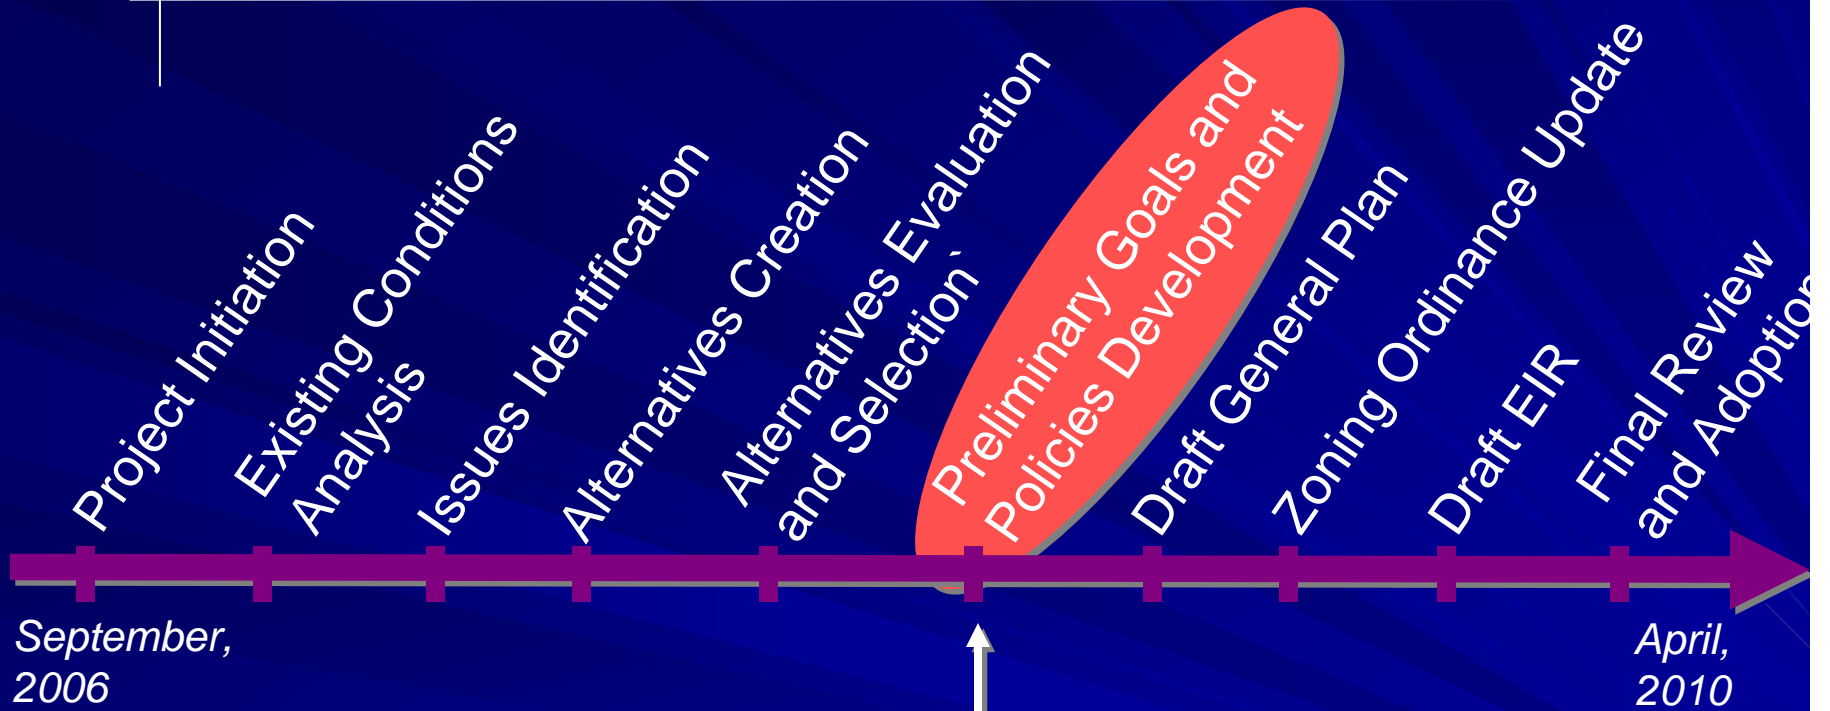 Project Initiation
Existing Conditions
Analysis
Issues Identification
Alternatives Creation
Alternatives Evaluation
and Selection`
Preliminary Goals and
Policies Development
Draft General Plan
Zoning Ordinance Update
Draft EIR
Final Review
and Adoption
September,
2006
April,
2010